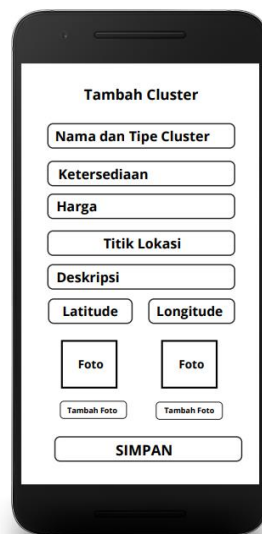 Tambah Cluster
Nama dan Tipe Cluster
Ketersediaan
Harga
Titik Lokasi
Deskripsi
Latitude Longitude
Foto Foto
Tambah Foto Tambah Foto
SIMPAN